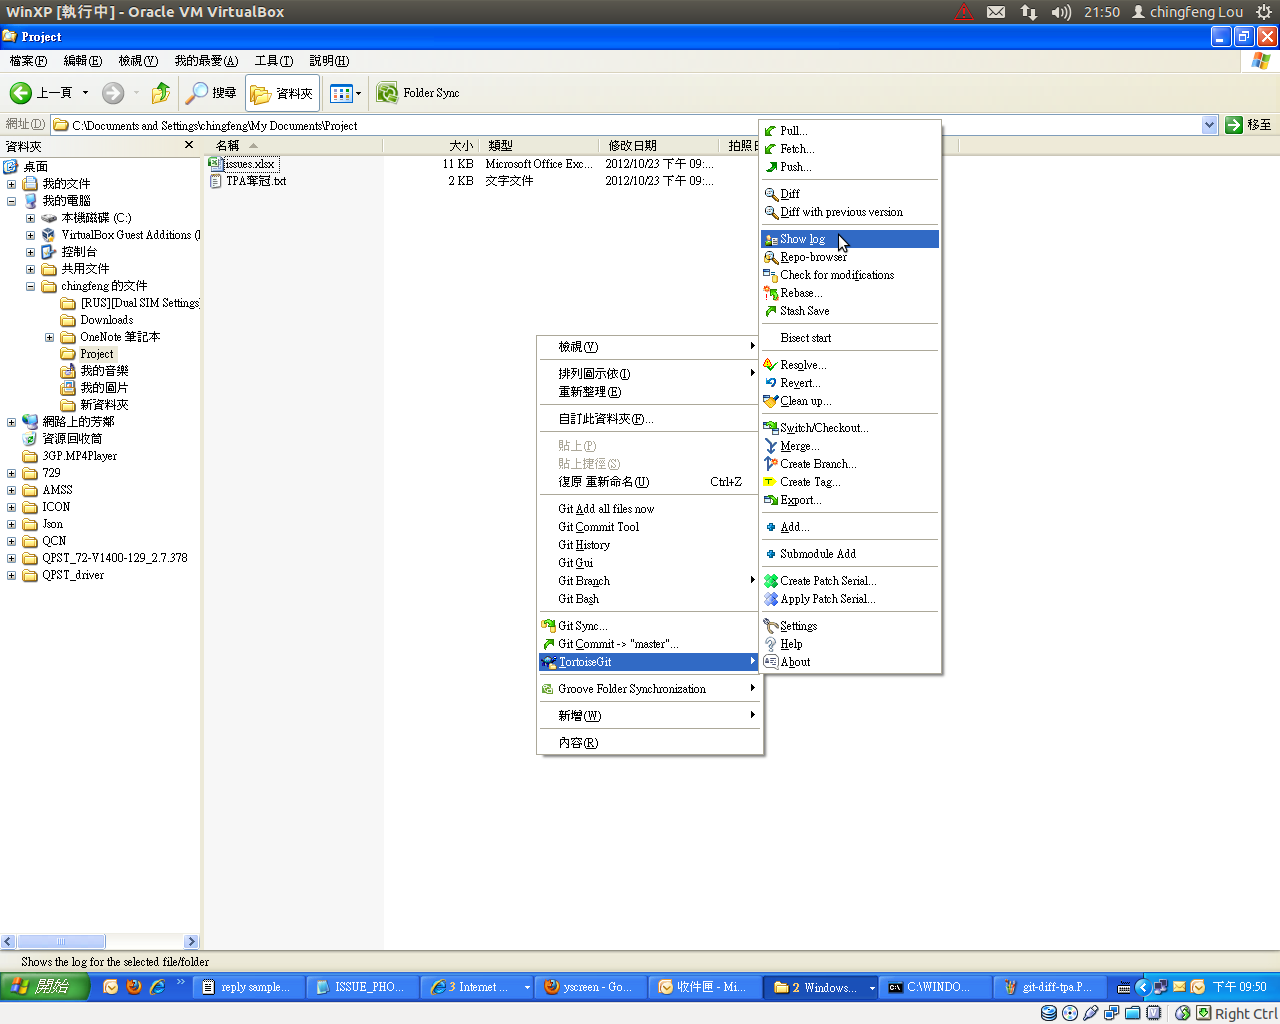 WinXP [執行中] - Oracle VM VirtualBox
21:50
chingfeng Lou
Project
檔案(F) 編輯(E) 檢視(V) 我的最愛(A) 工具(T) 說明(H)
上一頁 搜尋 資料夾 Folder Sync
網址(D) C:\Documents and Settings\chingfeng\My Documents\Project 移至
資料夾
桌面
我的文件
我的電腦
本機磁碟 (C:)
VirtualBox Guest Additions (
控制台
共用文件
chingfeng 的文件
[RUS][Dual SIM Settings
Downloads
OneNote 筆記本
Project
我的音樂
我的圖片
新資料夾
網路上的芳鄰
資源回收筒
3GP.MP4Player
729
AMSS
ICON
Json
QCN
QPST_72-V1400-129_2.7.378
QPST_driver
名稱 大小 類型 修改日期 拍照
issues.xlsx 11 KB Microsoft Office Exc... 2012/10/23 下午 09:...
TPA奪冠.txt 2 KB 文字文件 2012/10/23 下午 09:...
檢視(V)
排列圖示依(I)
重新整理(E)
自訂此資料夾(F)...
貼上(P)
貼上捷徑(S)
復原 重新命名(U) Ctrl+Z
Git Add all files now
Git Commit Tool
Git History
Git Gui
Git Branch
Git Bash
Git Sync...
Git Commit -> "master"...
TortoiseGit
Groove Folder Synchronization
新增(W)
內容(R)
Pull...
Fetch...
Push...
Diff
Diff with previous version
Show log
Repo-browser
Check for modifications
Rebase...
Stash Save
Bisect start
Resolve...
Revert...
Clean up...
Switch/Checkout...
Merge...
Create Branch...
Create Tag...
Export...
Add...
Submodule Add
Create Patch Serial...
Apply Patch Serial...
Settings
Help
About
Shows the log for the selected file/folder
開始 reply sample... ISSUE_PHO... 3 Internet ... yscreen - Go... 收件匣 - Mi... 2 Windows... C:\WINDO... git-diff-tpa.P... 下午 09:50
Right Ctrl